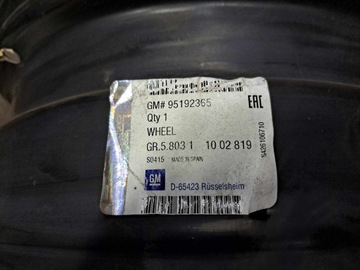 GM# 95192365
EAC
Qty 1
WHEEL
GR.5.803 1 10 02 819
S0415 MADE IN SPAIN
GM
D-65423 Rüsselsheim